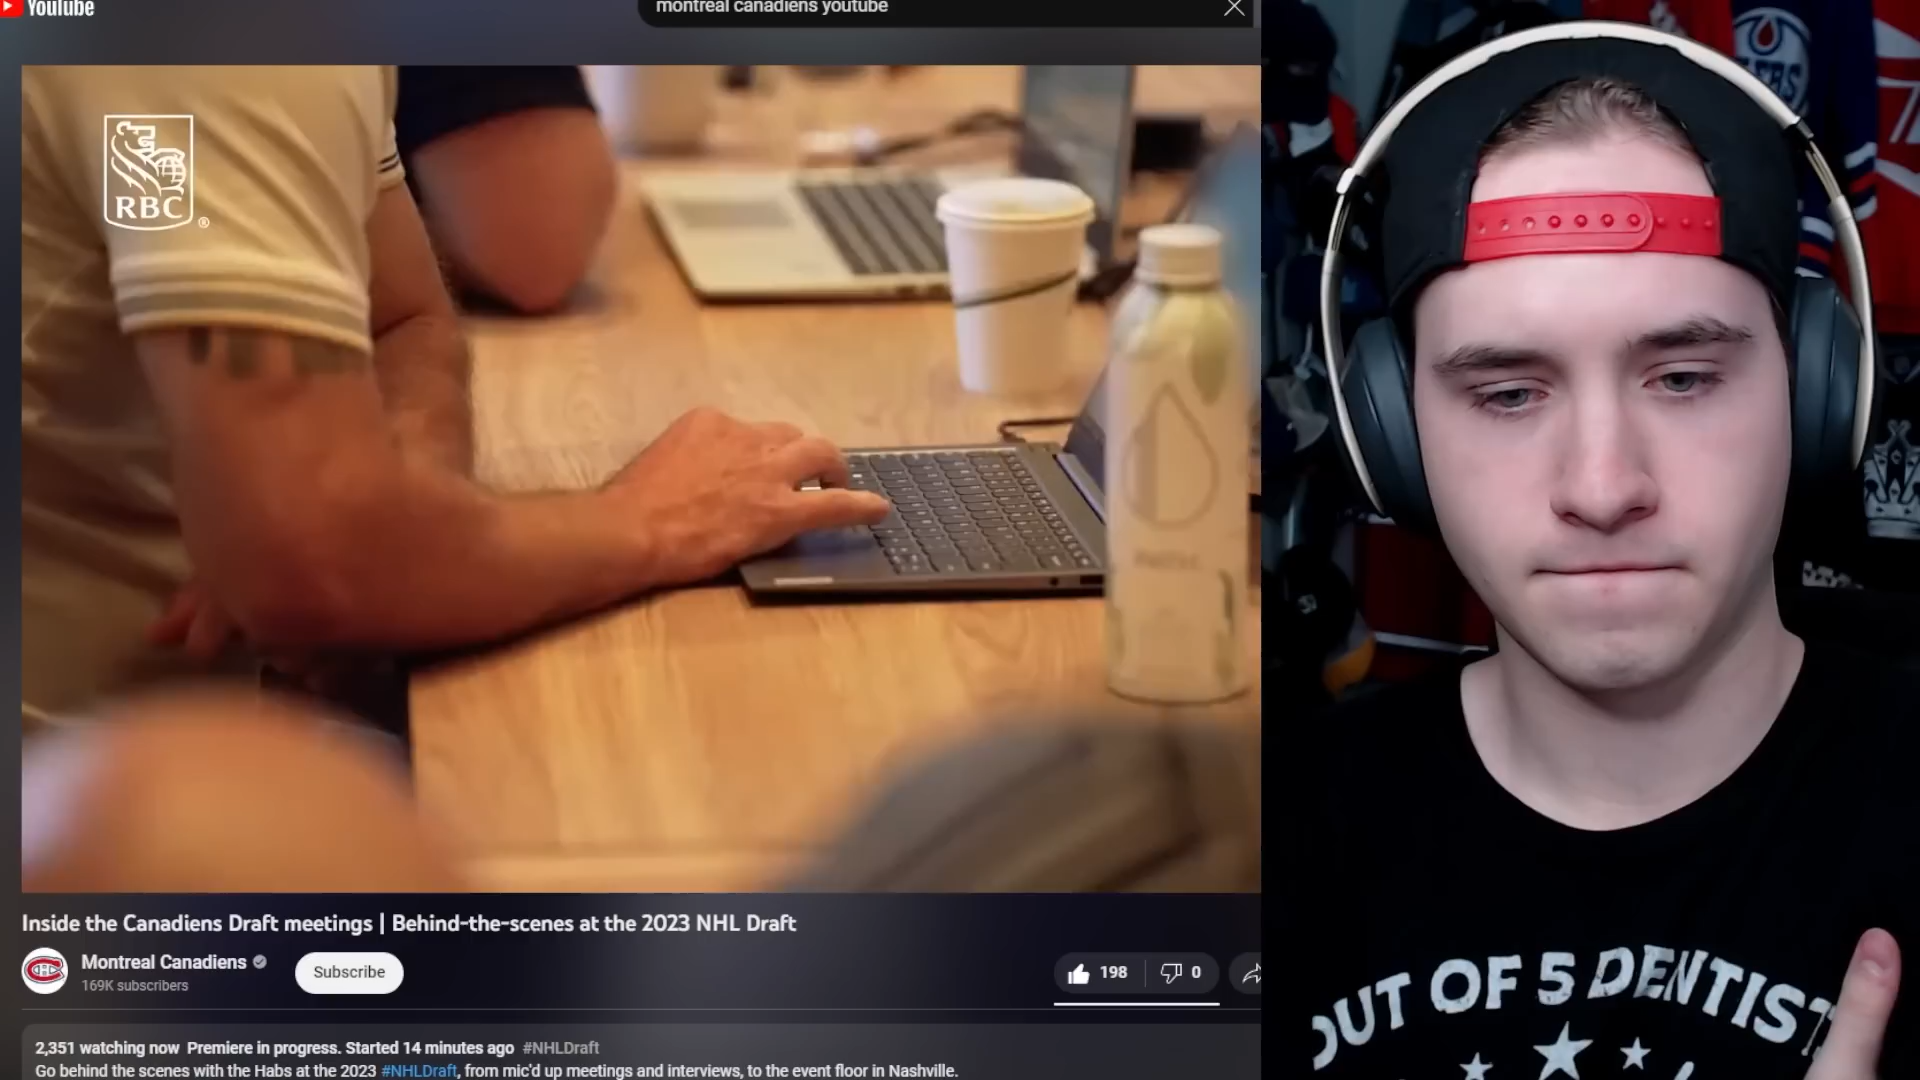 YouTube
montreal canadiens youtube
RBC
®
Inside the Canadiens Draft meetings | Behind-the-scenes at the 2023 NHL Draft
Montreal Canadiens
Subscribe
198
0
169K subscribers
2,351 watching now Premiere in progress. Started 14 minutes ago #NHLDraft
Go behind the scenes with the Habs at the 2023 #NHLDraft, from mic'd up meetings and interviews, to the event floor in Nashville.
OUT OF 5 DENTIST